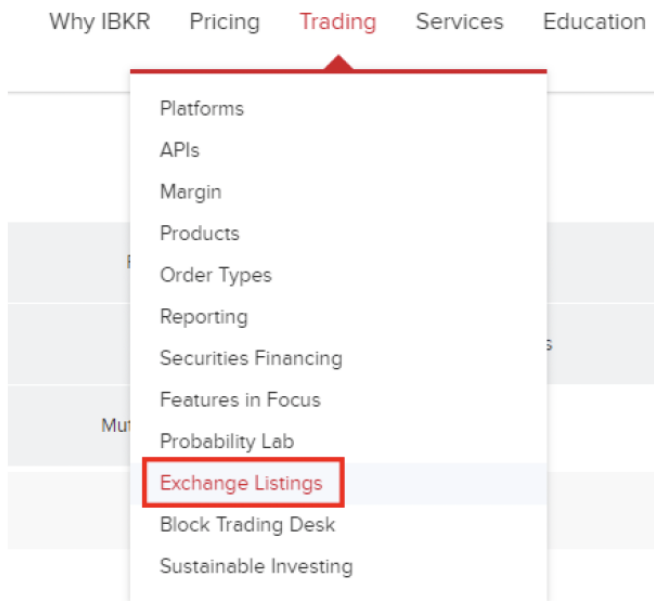 Why IBKR Pricing Trading Services Education
Platforms
APIs
Margin
Products
Order Types
Reporting
Securities Financing
Features in Focus
Mut
Probability Lab
Exchange Listings
Block Trading Desk
Sustainable Investing